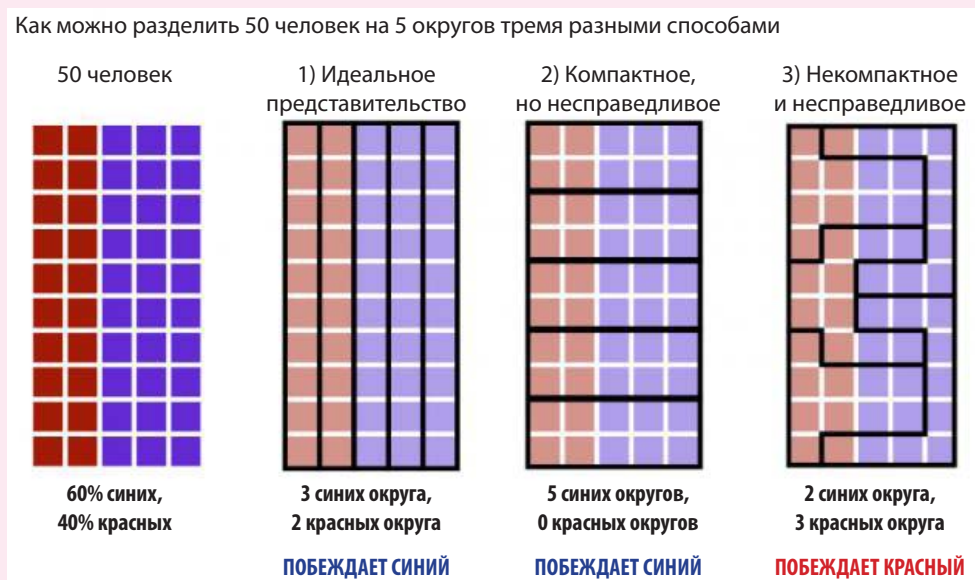 Как можно разделить 50 человек на 5 округов тремя разными способами
50 человек
1) Идеальное
представительство
2) Компактное,
но несправедливое
3) Некомпактное
и несправедливое
60% синих,
40% красных
3 синих округа,
2 красных округа
5 синих округов,
0 красных округов
2 синих округа,
3 красных округа
ПОБЕЖДАЕТ СИНИЙ
ПОБЕЖДАЕТ СИНИЙ
ПОБЕЖДАЕТ КРАСНЫЙ